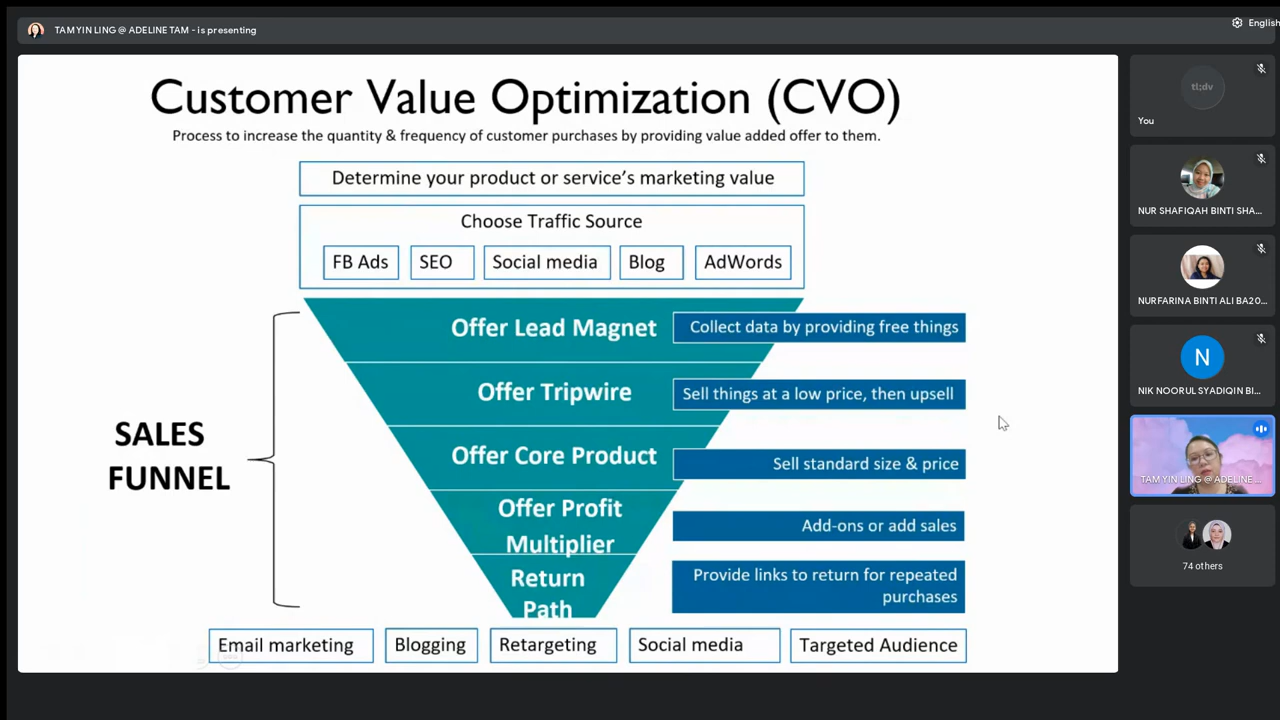 TAM YIN LING @ ADELINE TAM - is presenting
English
Customer Value Optimization (CVO)
Process to increase the quantity & frequency of customer purchases by providing value added offer to them.
Determine your product or service's marketing value
Choose Traffic Source
FB Ads
SEO
Social media
Blog
AdWords
SALES
FUNNEL
Offer Lead Magnet
Collect data by providing free things
Offer Tripwire
Sell things at a low price, then upsell
Offer Core Product
Sell standard size & price
Offer Profit
Multiplier
Add-ons or add sales
Return
Path
Provide links to return for repeated
purchases
Email marketing
Blogging
Retargeting
Social media
Targeted Audience
tl;dv
You
NUR SHAFIQAH BINTI SHA...
NURFARINA BINTI ALI BA20...
N
NIK NOORUL SYADIQIN BI...
TAM YIN LING @ ADELINE ...
74 others